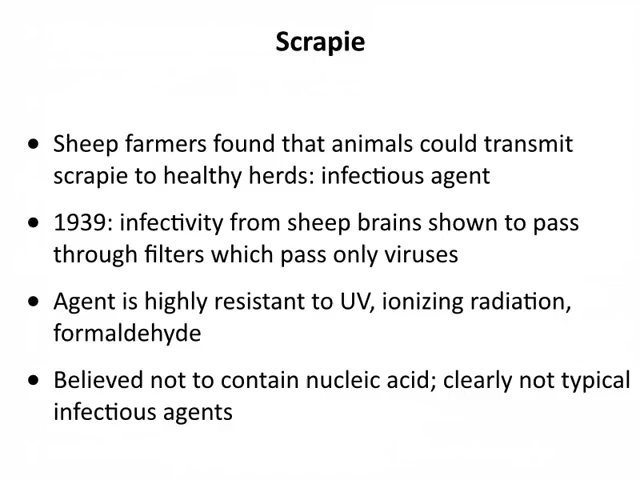 Scrapie
• Sheep farmers found that animals could transmit
scrapie to healthy herds: infectious agent
• 1939: infectivity from sheep brains shown to pass
through filters which pass only viruses
• Agent is highly resistant to UV, ionizing radiation,
formaldehyde
• Believed not to contain nucleic acid; clearly not typical
infectious agents